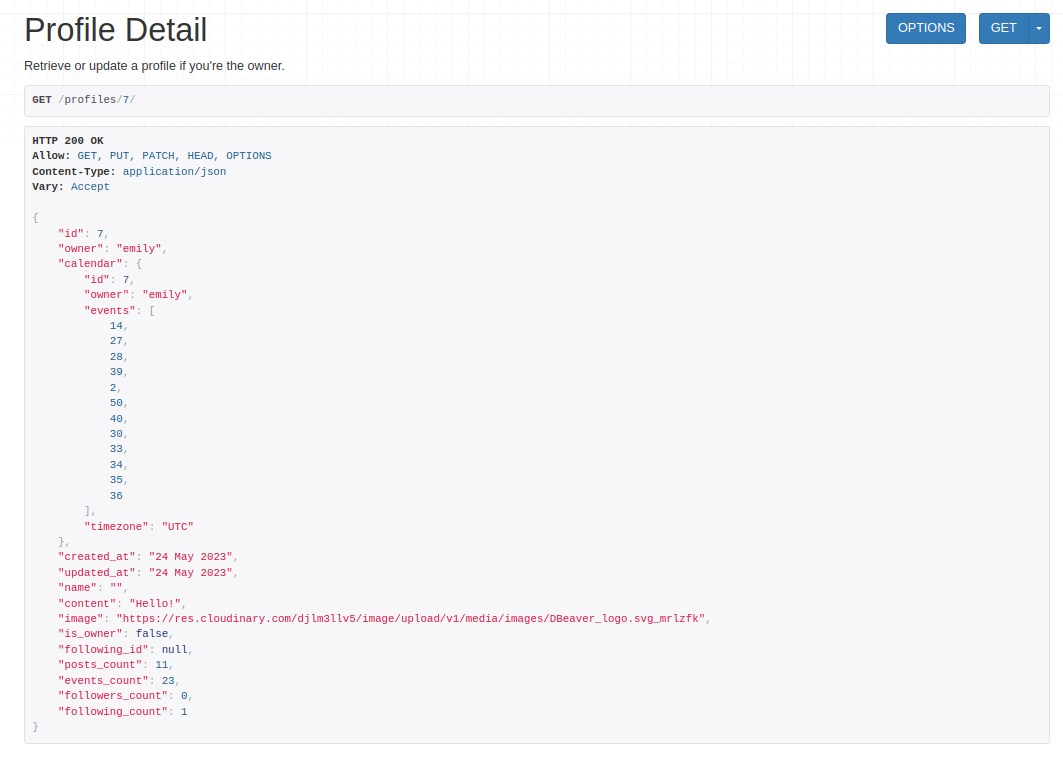 Profile Detail
OPTIONS
GET
Retrieve or update a profile if you're the owner.
GET /profiles/7/
HTTP 200 OK
Allow: GET, PUT, PATCH, HEAD, OPTIONS
Content-Type: application/json
Vary: Accept
{
    "id": 7,
    "owner": "emily",
    "calendar": {
        "id": 7,
        "owner": "emily",
        "events": [
            14,
            27,
            28,
            39,
            2,
            50,
            40,
            30,
            33,
            34,
            35,
            36
        ],
        "timezone": "UTC"
    },
    "created_at": "24 May 2023",
    "updated_at": "24 May 2023",
    "name": "",
    "content": "Hello!",
    "image": "https://res.cloudinary.com/djlm3llv5/image/upload/v1/media/images/DBeaver_logo.svg_mrlzfk",
    "is_owner": false,
    "following_id": null,
    "posts_count": 11,
    "events_count": 23,
    "followers_count": 0,
    "following_count": 1
}